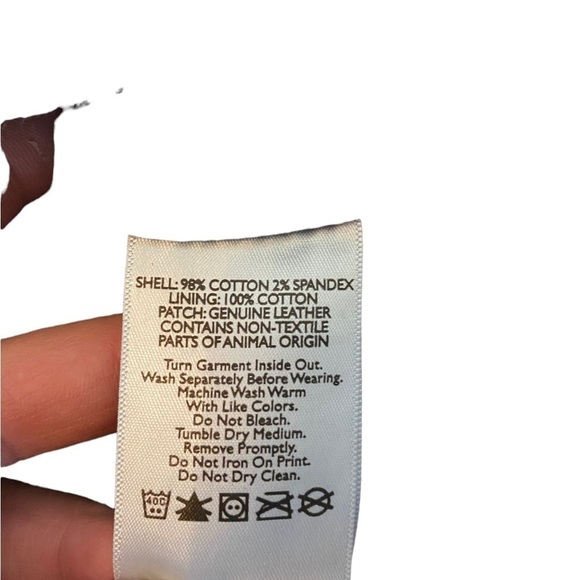 SHELL: 98% COTTON 2% SPANDEX
LINING: 100% COTTON
PATCH: GENUINE LEATHER
CONTAINS NON-TEXTILE
PARTS OF ANIMAL ORIGIN
Turn Garment Inside Out.
Wash Separately Before Wearing.
Machine Wash Warm
With Like Colors.
Do Not Bleach.
Tumble Dry Medium.
Remove Promptly.
Do Not Iron On Print.
Do Not Dry Clean.
40C